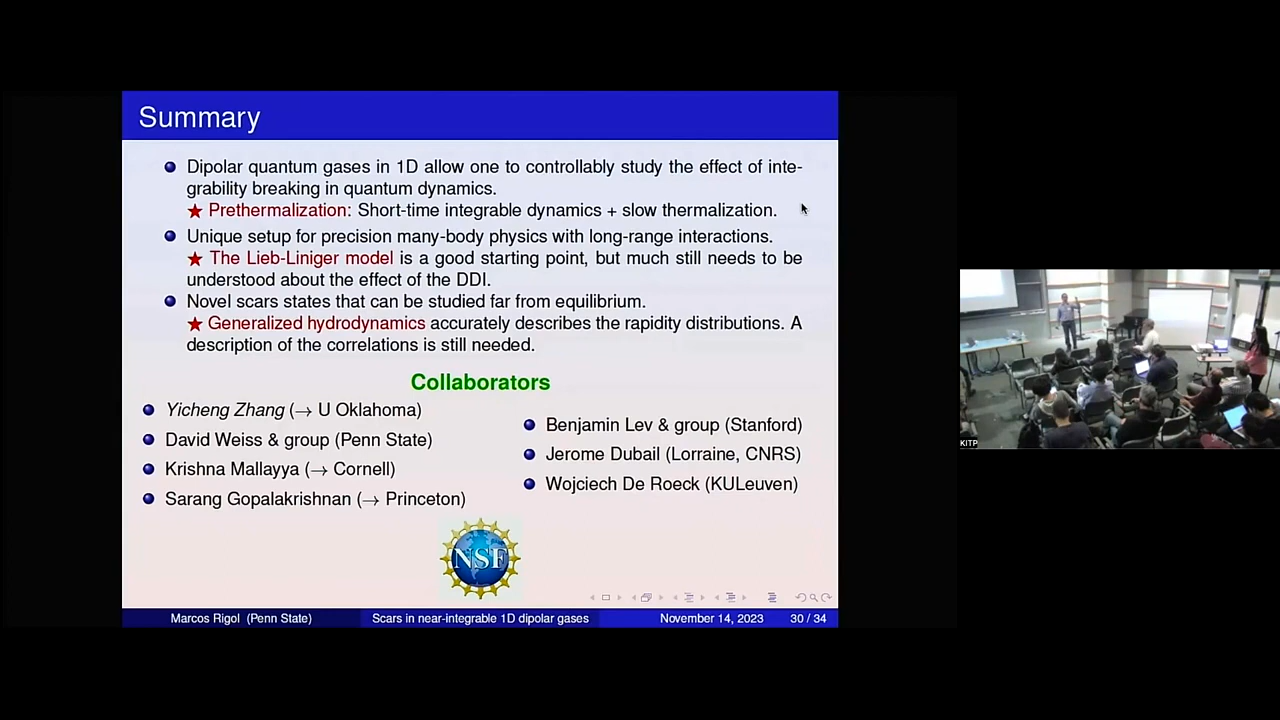 Summary
Dipolar quantum gases in 1D allow one to controllably study the effect of inte-
grability breaking in quantum dynamics.
★ Prethermalization: Short-time integrable dynamics + slow thermalization.
Unique setup for precision many-body physics with long-range interactions.
★ The Lieb-Liniger model is a good starting point, but much still needs to be
understood about the effect of the DDI.
Novel scars states that can be studied far from equilibrium.
★ Generalized hydrodynamics accurately describes the rapidity distributions. A
description of the correlations is still needed.
Collaborators
Yicheng Zhang (→ U Oklahoma)
David Weiss & group (Penn State)
Krishna Mallayya (→ Cornell)
Sarang Gopalakrishnan (→ Princeton)
Benjamin Lev & group (Stanford)
Jerome Dubail (Lorraine, CNRS)
Wojciech De Roeck (KULeuven)
NSF
Marcos Rigol (Penn State) Scars in near-integrable 1D dipolar gases November 14, 2023 30 / 34
KITP